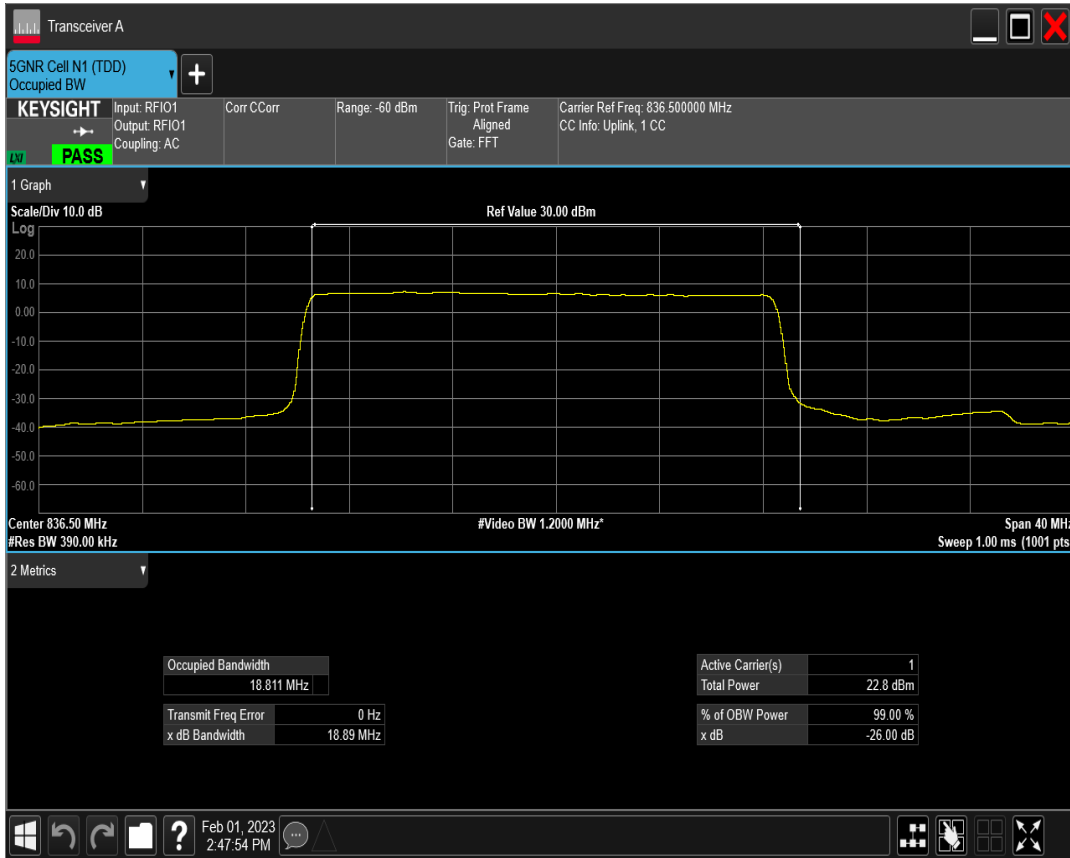 Transceiver A
5GNR Cell N1 (TDD)
Occupied BW
KEYSIGHT
LXI
PASS
Input: RFIO1
Output: RFIO1
Coupling: AC
Corr CCorr
Range: -60 dBm
Trig: Prot Frame
Aligned
Gate: FFT
Carrier Ref Freq: 836.500000 MHz
CC Info: Uplink, 1 CC
1 Graph
Scale/Div 10.0 dB
Ref Value 30.00 dBm
Log
20.0
10.0
0.00
-10.0
-20.0
-30.0
-40.0
-50.0
-60.0
Center 836.50 MHz
#Video BW 1.2000 MHz*
Span 40 MHz
#Res BW 390.00 kHz
Sweep 1.00 ms (1001 pts
2 Metrics
Occupied Bandwidth
18.811 MHz
Transmit Freq Error 0 Hz
x dB Bandwidth 18.89 MHz
Active Carrier(s) 1
Total Power 22.8 dBm
% of OBW Power 99.00 %
x dB -26.00 dB
?
Feb 01, 2023
2:47:54 PM